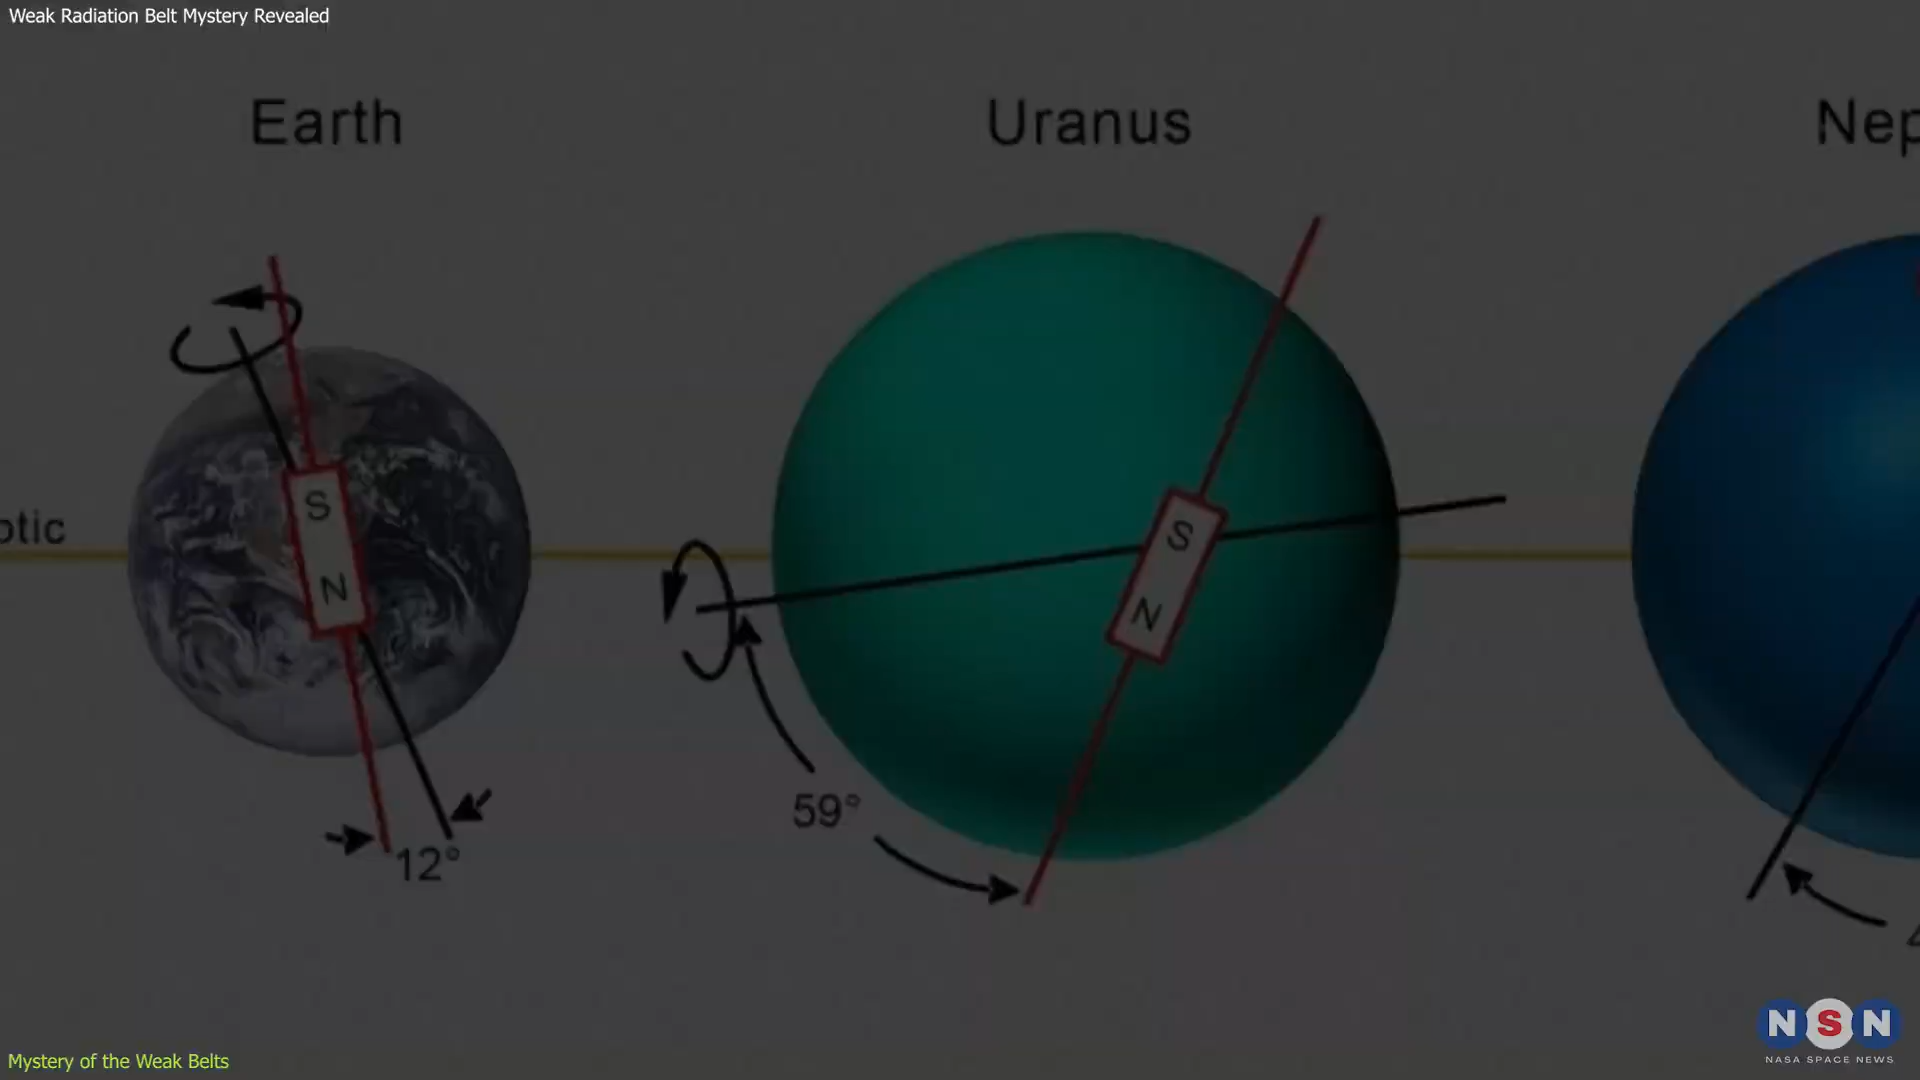 Weak Radiation Belt Mystery Revealed
Earth
Uranus
Nep
S
N
S
N
ptic
59°
12°
NSN
NASA SPACE NEWS
Mystery of the Weak Belts